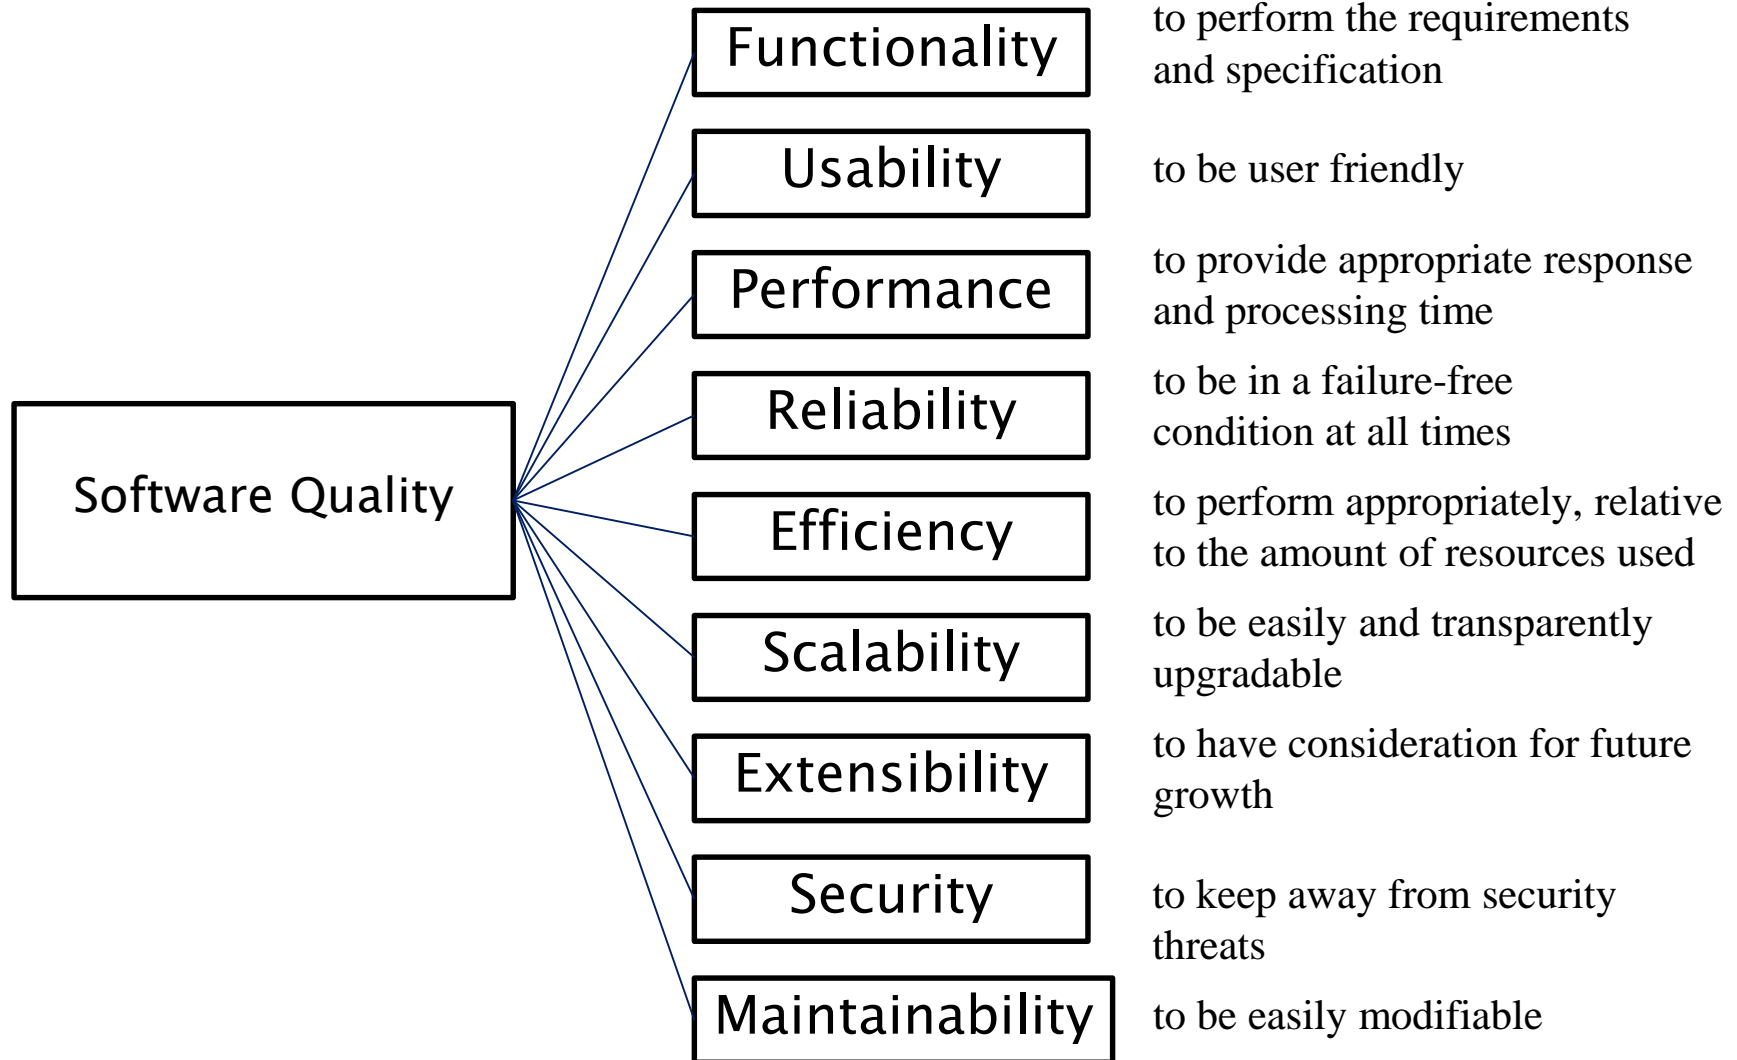 Functionality
to perform the requirements
and specification
Usability
to be user friendly
Performance
to provide appropriate response
and processing time
Software Quality
Reliability
to be in a failure-free
condition at all times
Efficiency
to perform appropriately, relative
to the amount of resources used
Scalability
to be easily and transparently
upgradable
Extensibility
to have consideration for future
growth
Security
to keep away from security
threats
Maintainability
to be easily modifiable